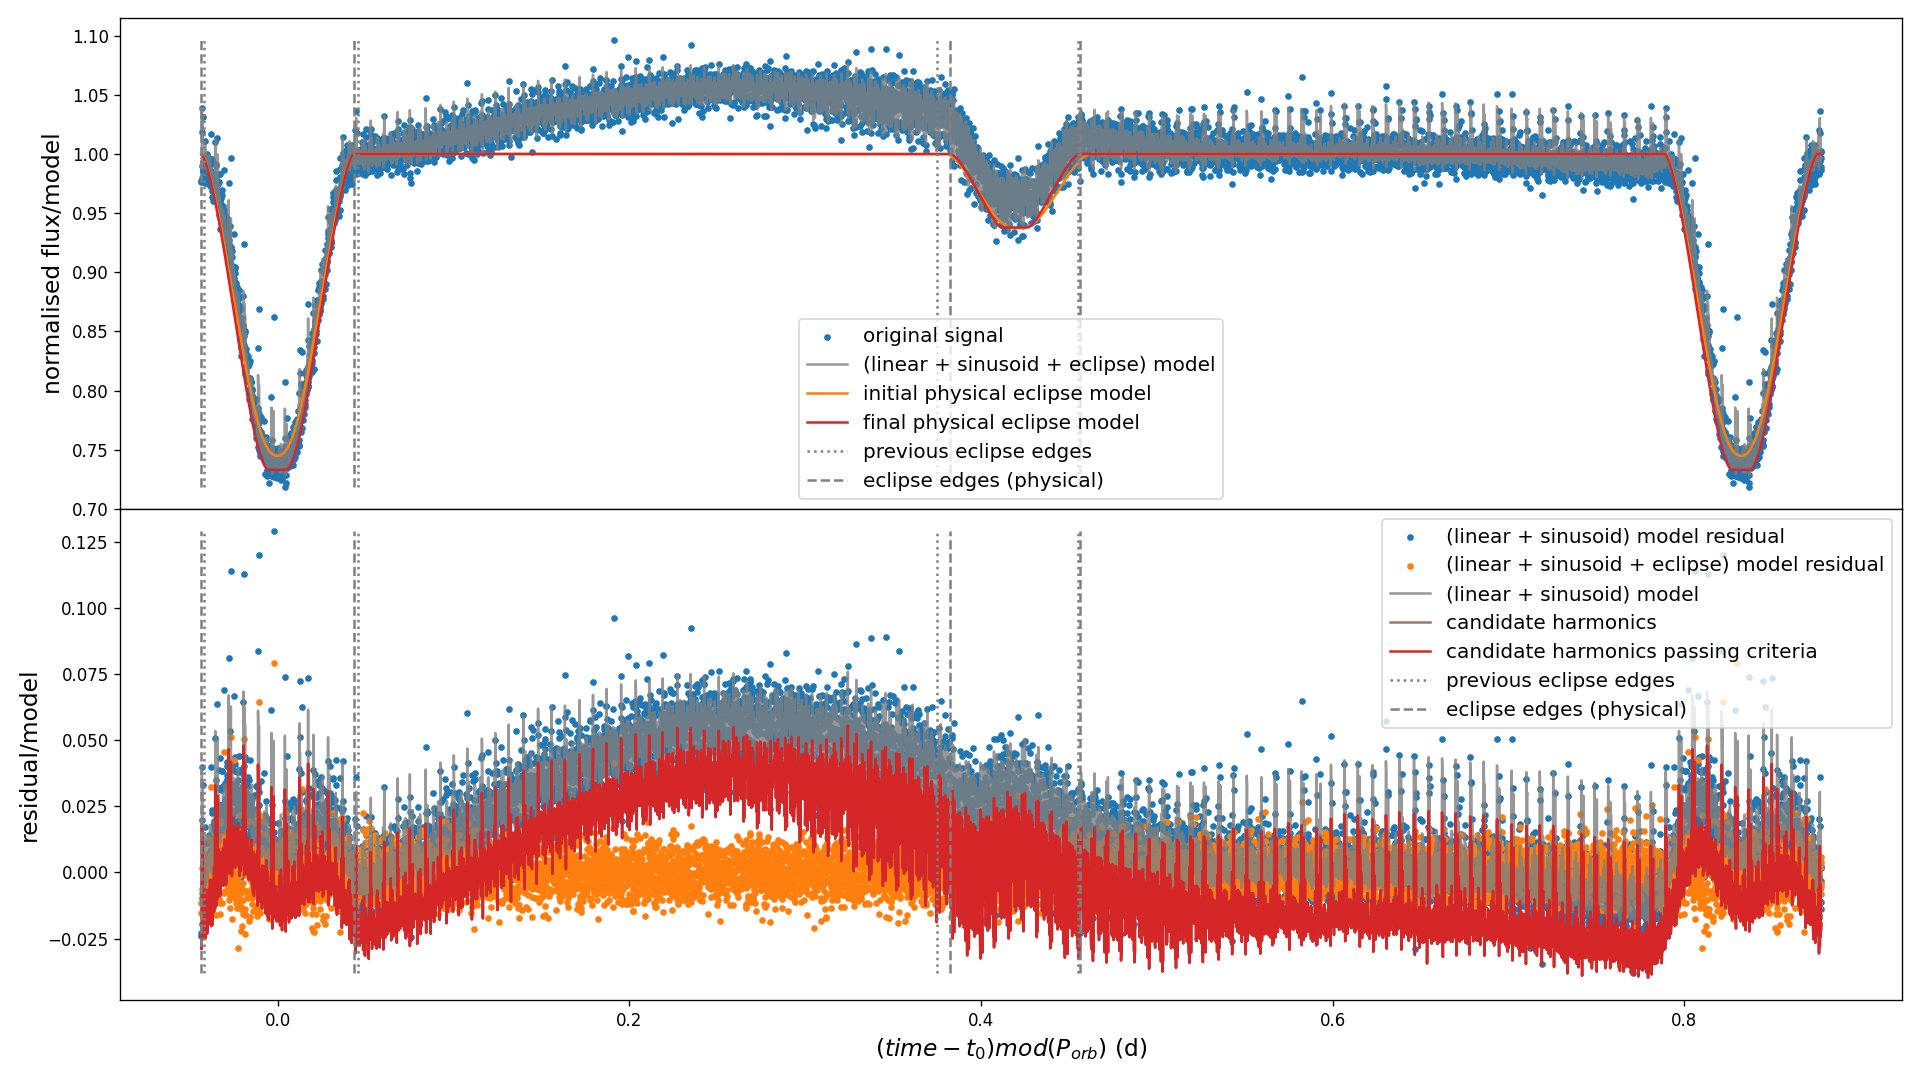 1.10
1.05
1.00
0.95
0.90
0.85
0.80
0.75
0.70
normalised flux/model
original signal
(linear + sinusoid + eclipse) model
initial physical eclipse model
final physical eclipse model
previous eclipse edges
eclipse edges (physical)
0.125
0.100
0.075
0.050
0.025
0.000
−0.025
residual/model
(linear + sinusoid) model residual
(linear + sinusoid + eclipse) model residual
(linear + sinusoid) model
candidate harmonics
candidate harmonics passing criteria
previous eclipse edges
eclipse edges (physical)
0.0 0.2 0.4 0.6 0.8
(time − t₀)mod(P_orb) (d)